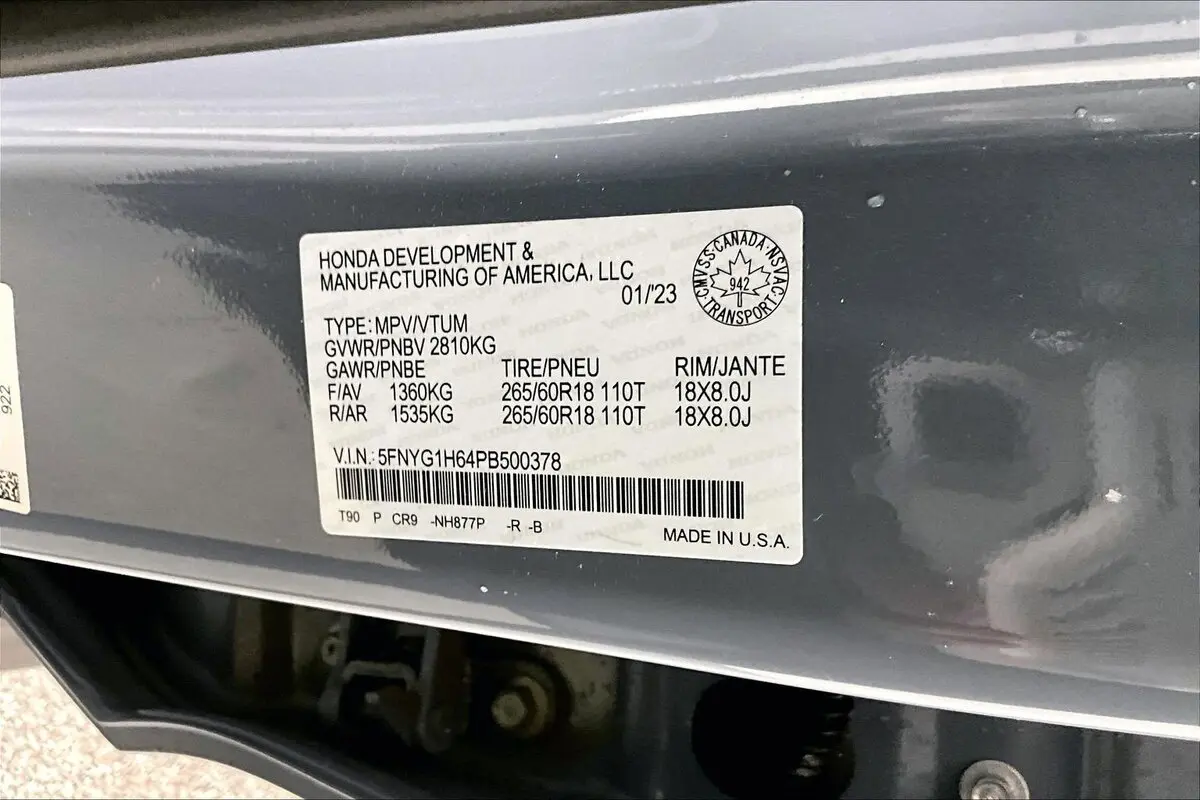 HONDA DEVELOPMENT &
MANUFACTURING OF AMERICA, LLC
01/'23
CMVSS·CANADA·NSVAC·TRANSPORT·
942
TYPE: MPV/VTUM
GVWR/PNBV 2810KG
GAWR/PNBE TIRE/PNEU RIM/JANTE
F/AV 1360KG 265/60R18 110T 18X8.0J
R/AR 1535KG 265/60R18 110T 18X8.0J
V.I.N.: 5FNYG1H64PB500378
T90 P CR9 -NH877P -R -B
MADE IN U.S.A.
922